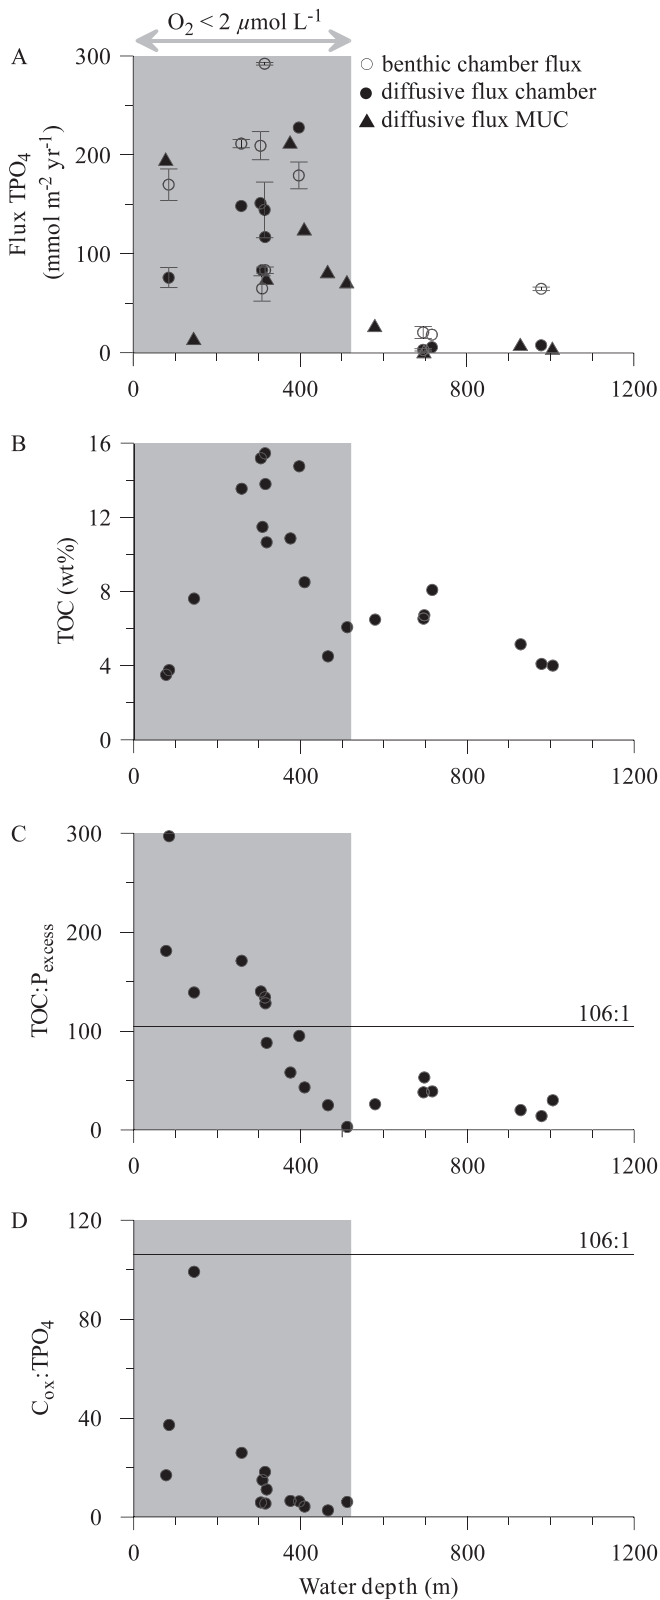 O₂ < 2 µmol L⁻¹
A
300
200
100
0
Flux TPO₄
(mmol m⁻² yr⁻¹)
benthic chamber flux
diffusive flux chamber
diffusive flux MUC
0 400 800 1200
B
16
12
8
4
0
TOC (wt%)
0 400 800 1200
C
300
200
100
0
TOC:Pexcess
106:1
0 400 800 1200
D
120
80
40
0
Cox:TPO₄
106:1
0 400 800 1200
Water depth (m)